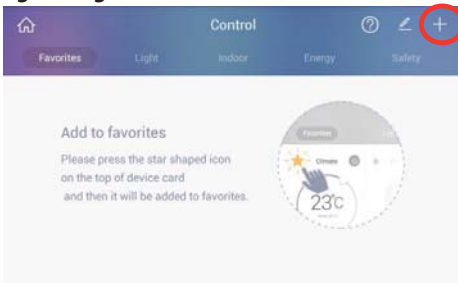 Control
Favorites Light Indoor Energy Safety
Add to favorites
Please press the star shaped icon
on the top of device card
and then it will be added to favorites.
Favorites
Climate
23°C